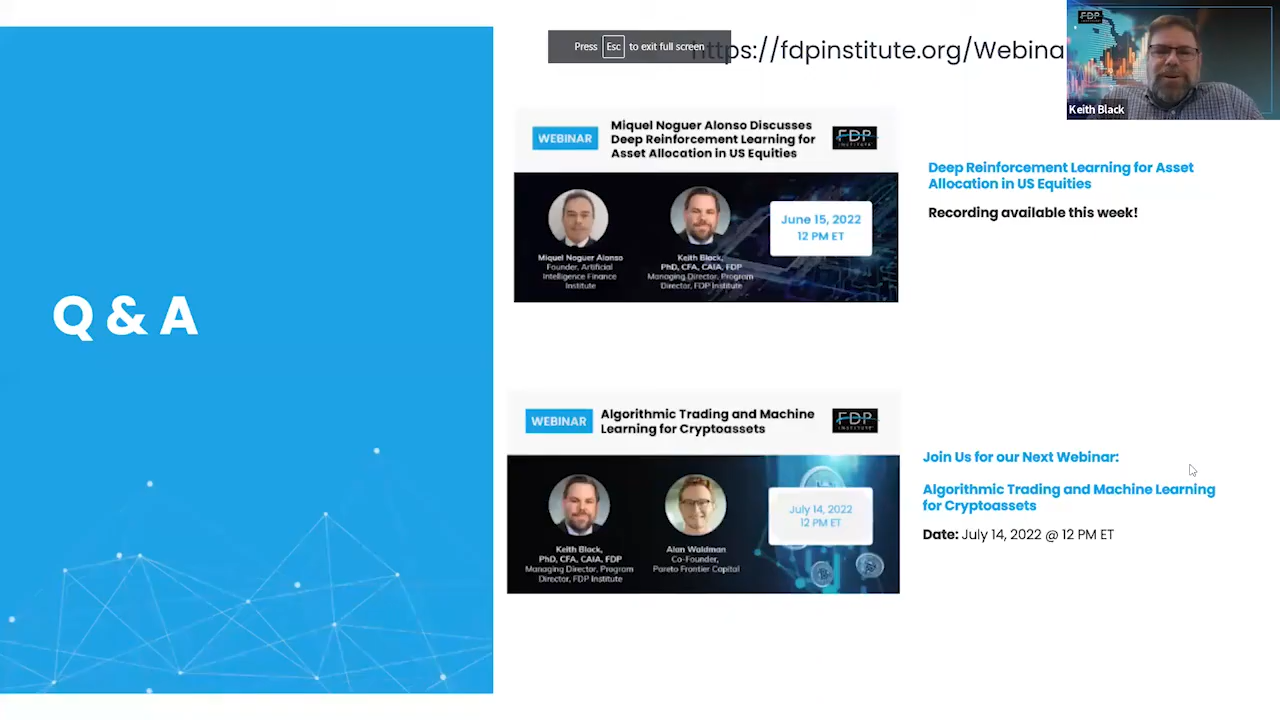 Q & A
https://fdpinstitute.org/Webina
Press Esc to exit full screen
FDP
Keith Black
WEBINAR
Miquel Noguer Alonso Discusses
Deep Reinforcement Learning for
Asset Allocation in US Equities
FDP
INSTITUTE
Miquel Noguer Alonso
Founder, Artificial
Intelligence Finance
Institute
Keith Black,
PhD, CFA, CAIA, FDP
Managing Director, Program
Director, FDP Institute
June 15, 2022
12 PM ET
Deep Reinforcement Learning for Asset
Allocation in US Equities
Recording available this week!
WEBINAR
Algorithmic Trading and Machine
Learning for Cryptoassets
FDP
INSTITUTE
Keith Black,
PhD, CFA, CAIA, FDP
Managing Director, Program
Director, FDP Institute
Alan Waldman
Co-Founder,
Pareto Frontier Capital
July 14, 2022
12 PM ET
Join Us for our Next Webinar:
Algorithmic Trading and Machine Learning
for Cryptoassets
Date: July 14, 2022 @ 12 PM ET